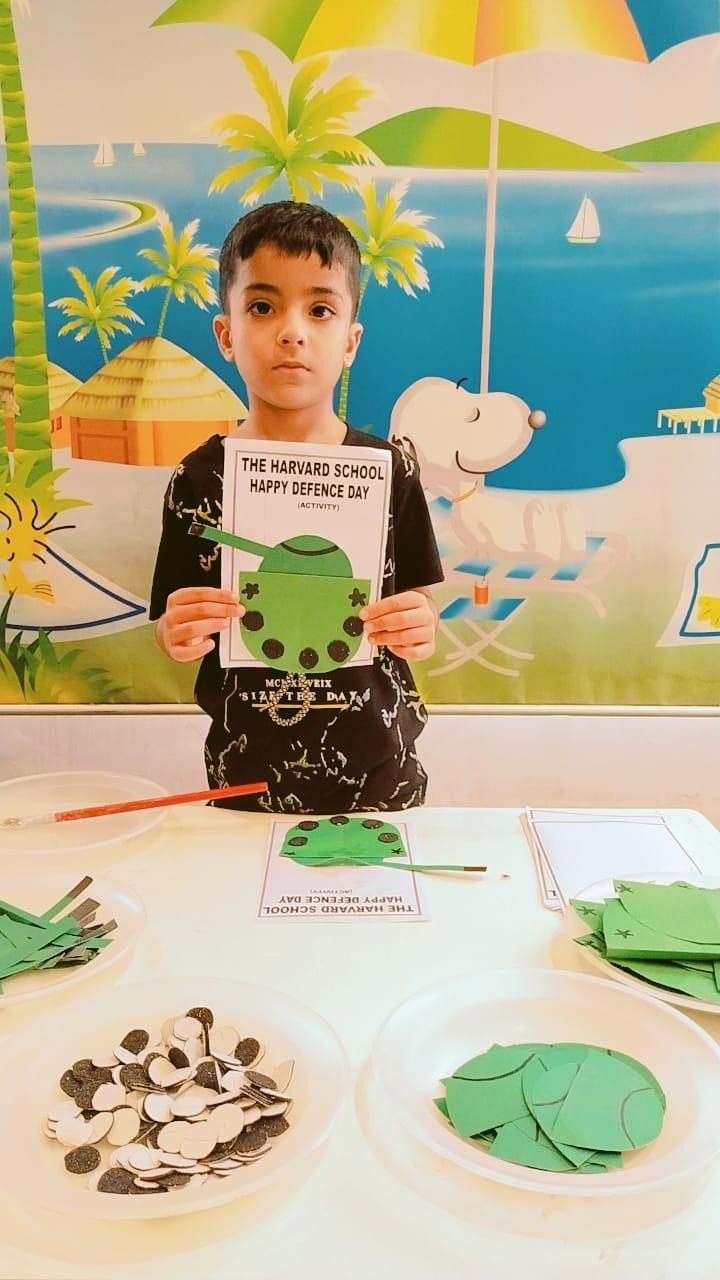 THE HARVARD SCHOOL
HAPPY DEFENCE DAY
(ACTIVITY)
SIZE THE DAY
THE HARVARD SCHOOL
HAPPY DEFENCE DAY
(ACTIVITY)